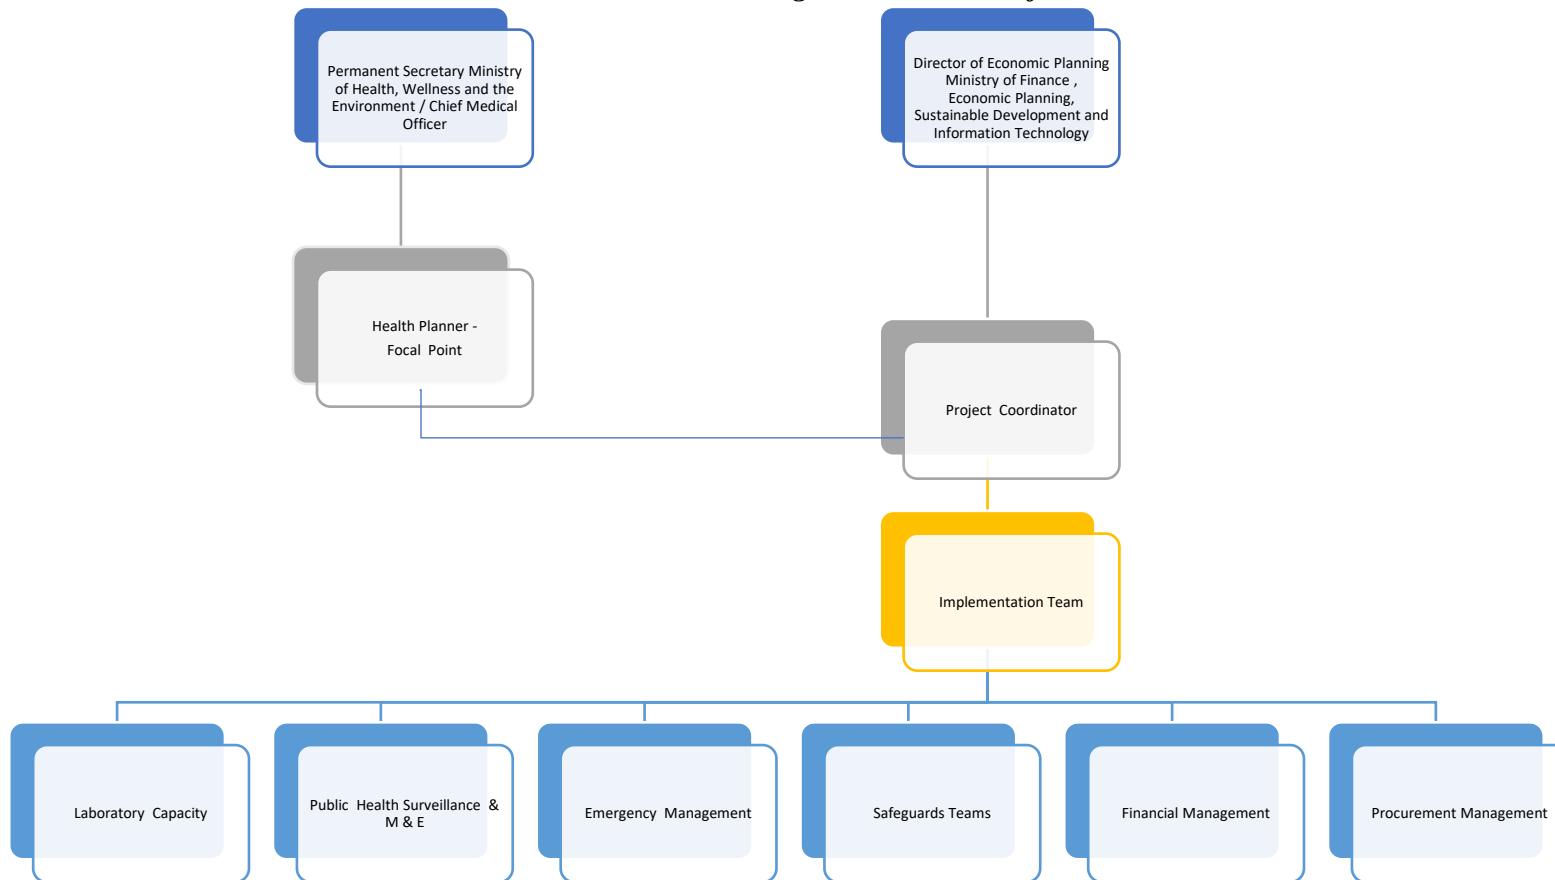 Permanent Secretary Ministry
of Health, Wellness and the
Environment / Chief Medical
Officer
Director of Economic Planning
Ministry of Finance ,
Economic Planning,
Sustainable Development and
Information Technology
Health Planner -
Focal Point
Project Coordinator
Implementation Team
Laboratory Capacity
Public Health Surveillance &
M & E
Emergency Management
Safeguards Teams
Financial Management
Procurement Management